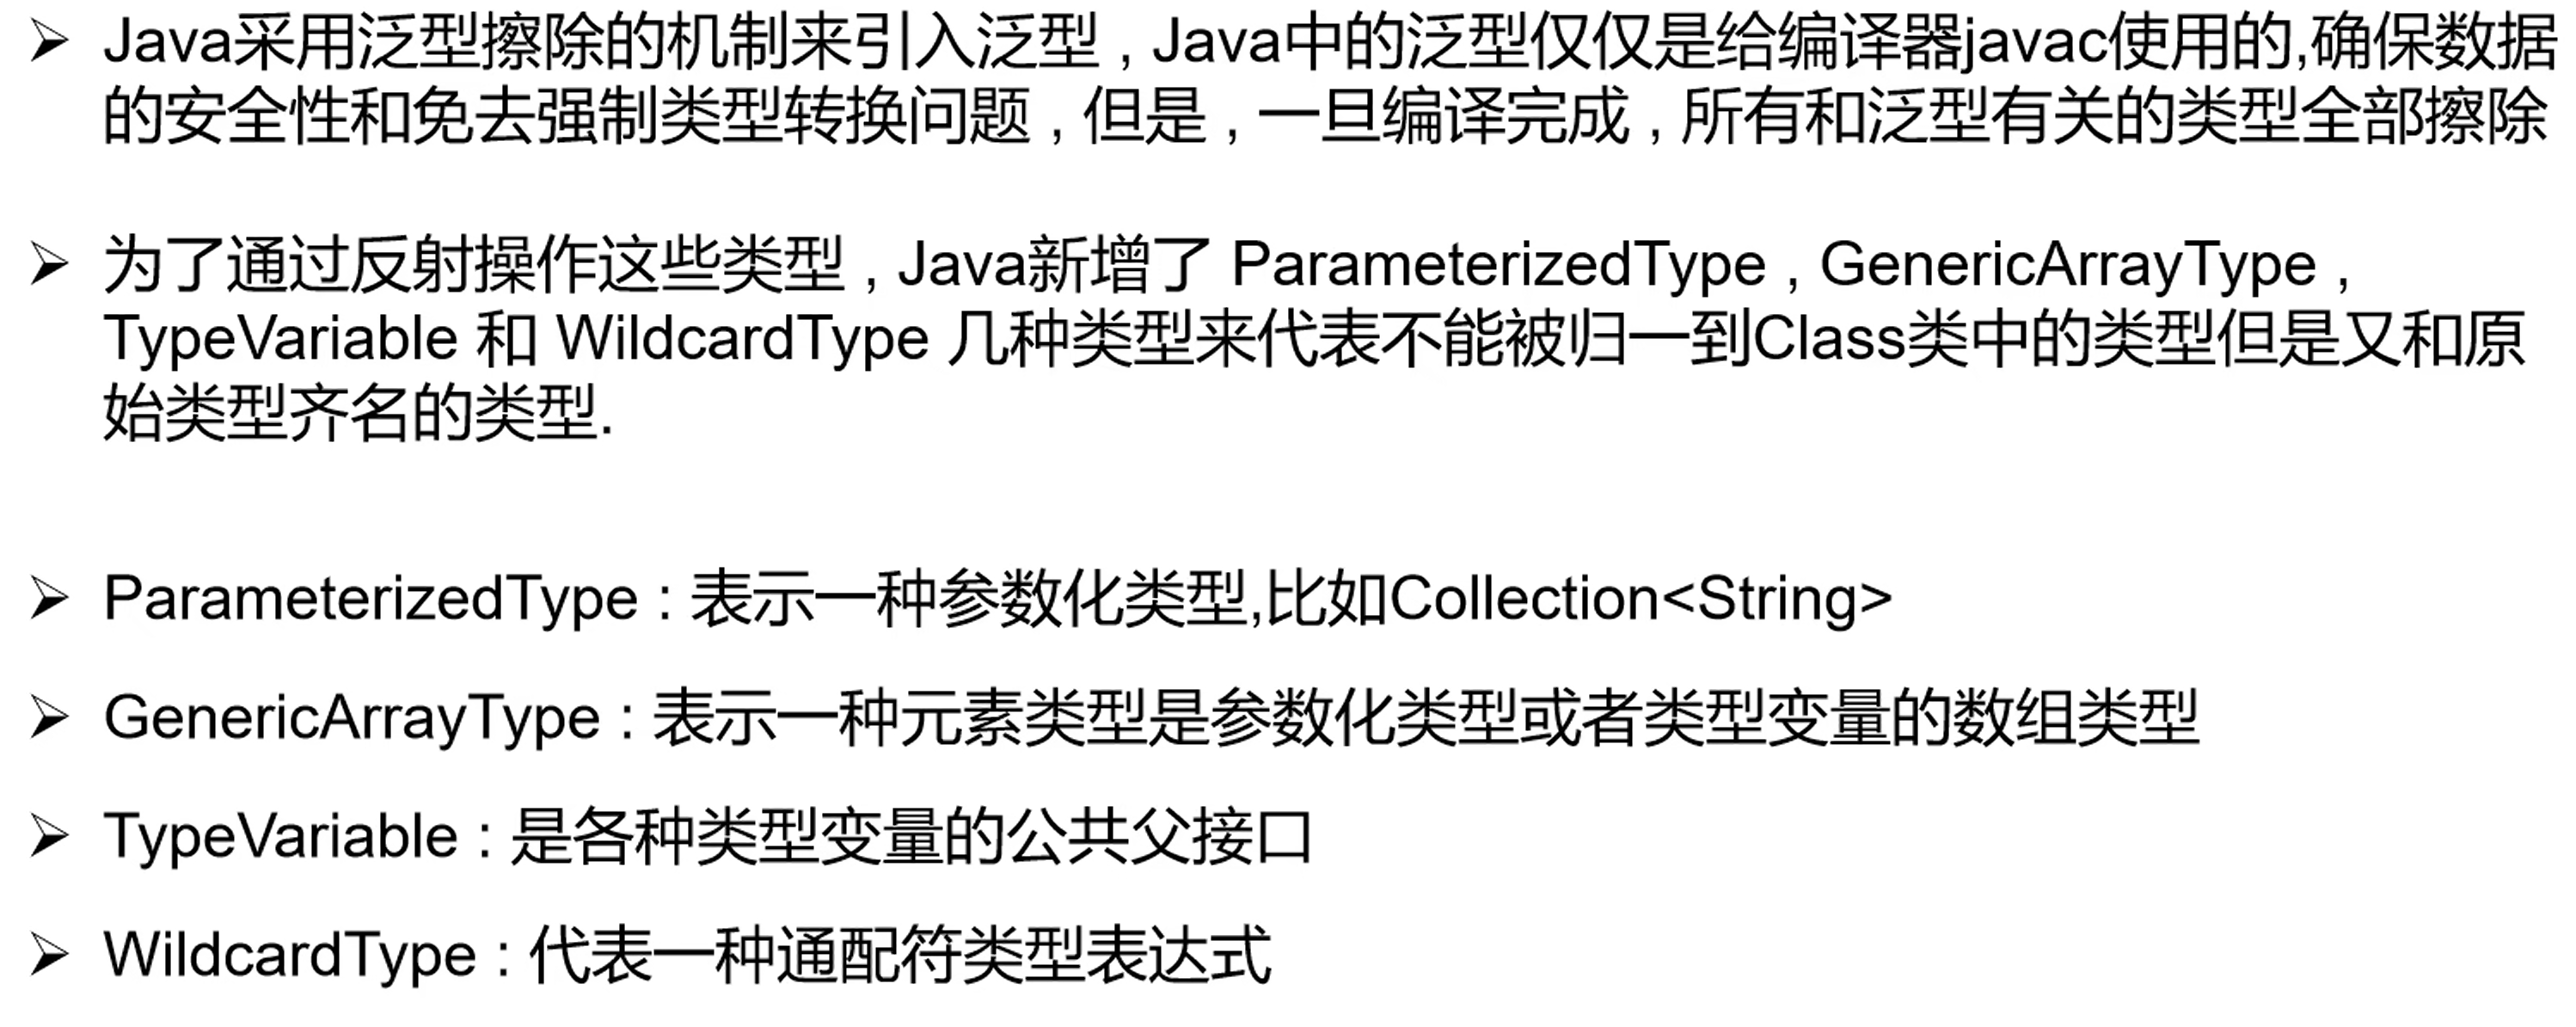 ➢ Java采用泛型擦除的机制来引入泛型 , Java中的泛型仅仅是给编译器javac使用的,确保数据
的安全性和免去强制类型转换问题 , 但是 , 一旦编译完成 , 所有和泛型有关的类型全部擦除
➢ 为了通过反射操作这些类型 , Java新增了 ParameterizedType , GenericArrayType ,
TypeVariable 和 WildcardType 几种类型来代表不能被归一到Class类中的类型但是又和原
始类型齐名的类型.
➢ ParameterizedType : 表示一种参数化类型,比如Collection<String>
➢ GenericArrayType : 表示一种元素类型是参数化类型或者类型变量的数组类型
➢ TypeVariable : 是各种类型变量的公共父接口
➢ WildcardType : 代表一种通配符类型表达式